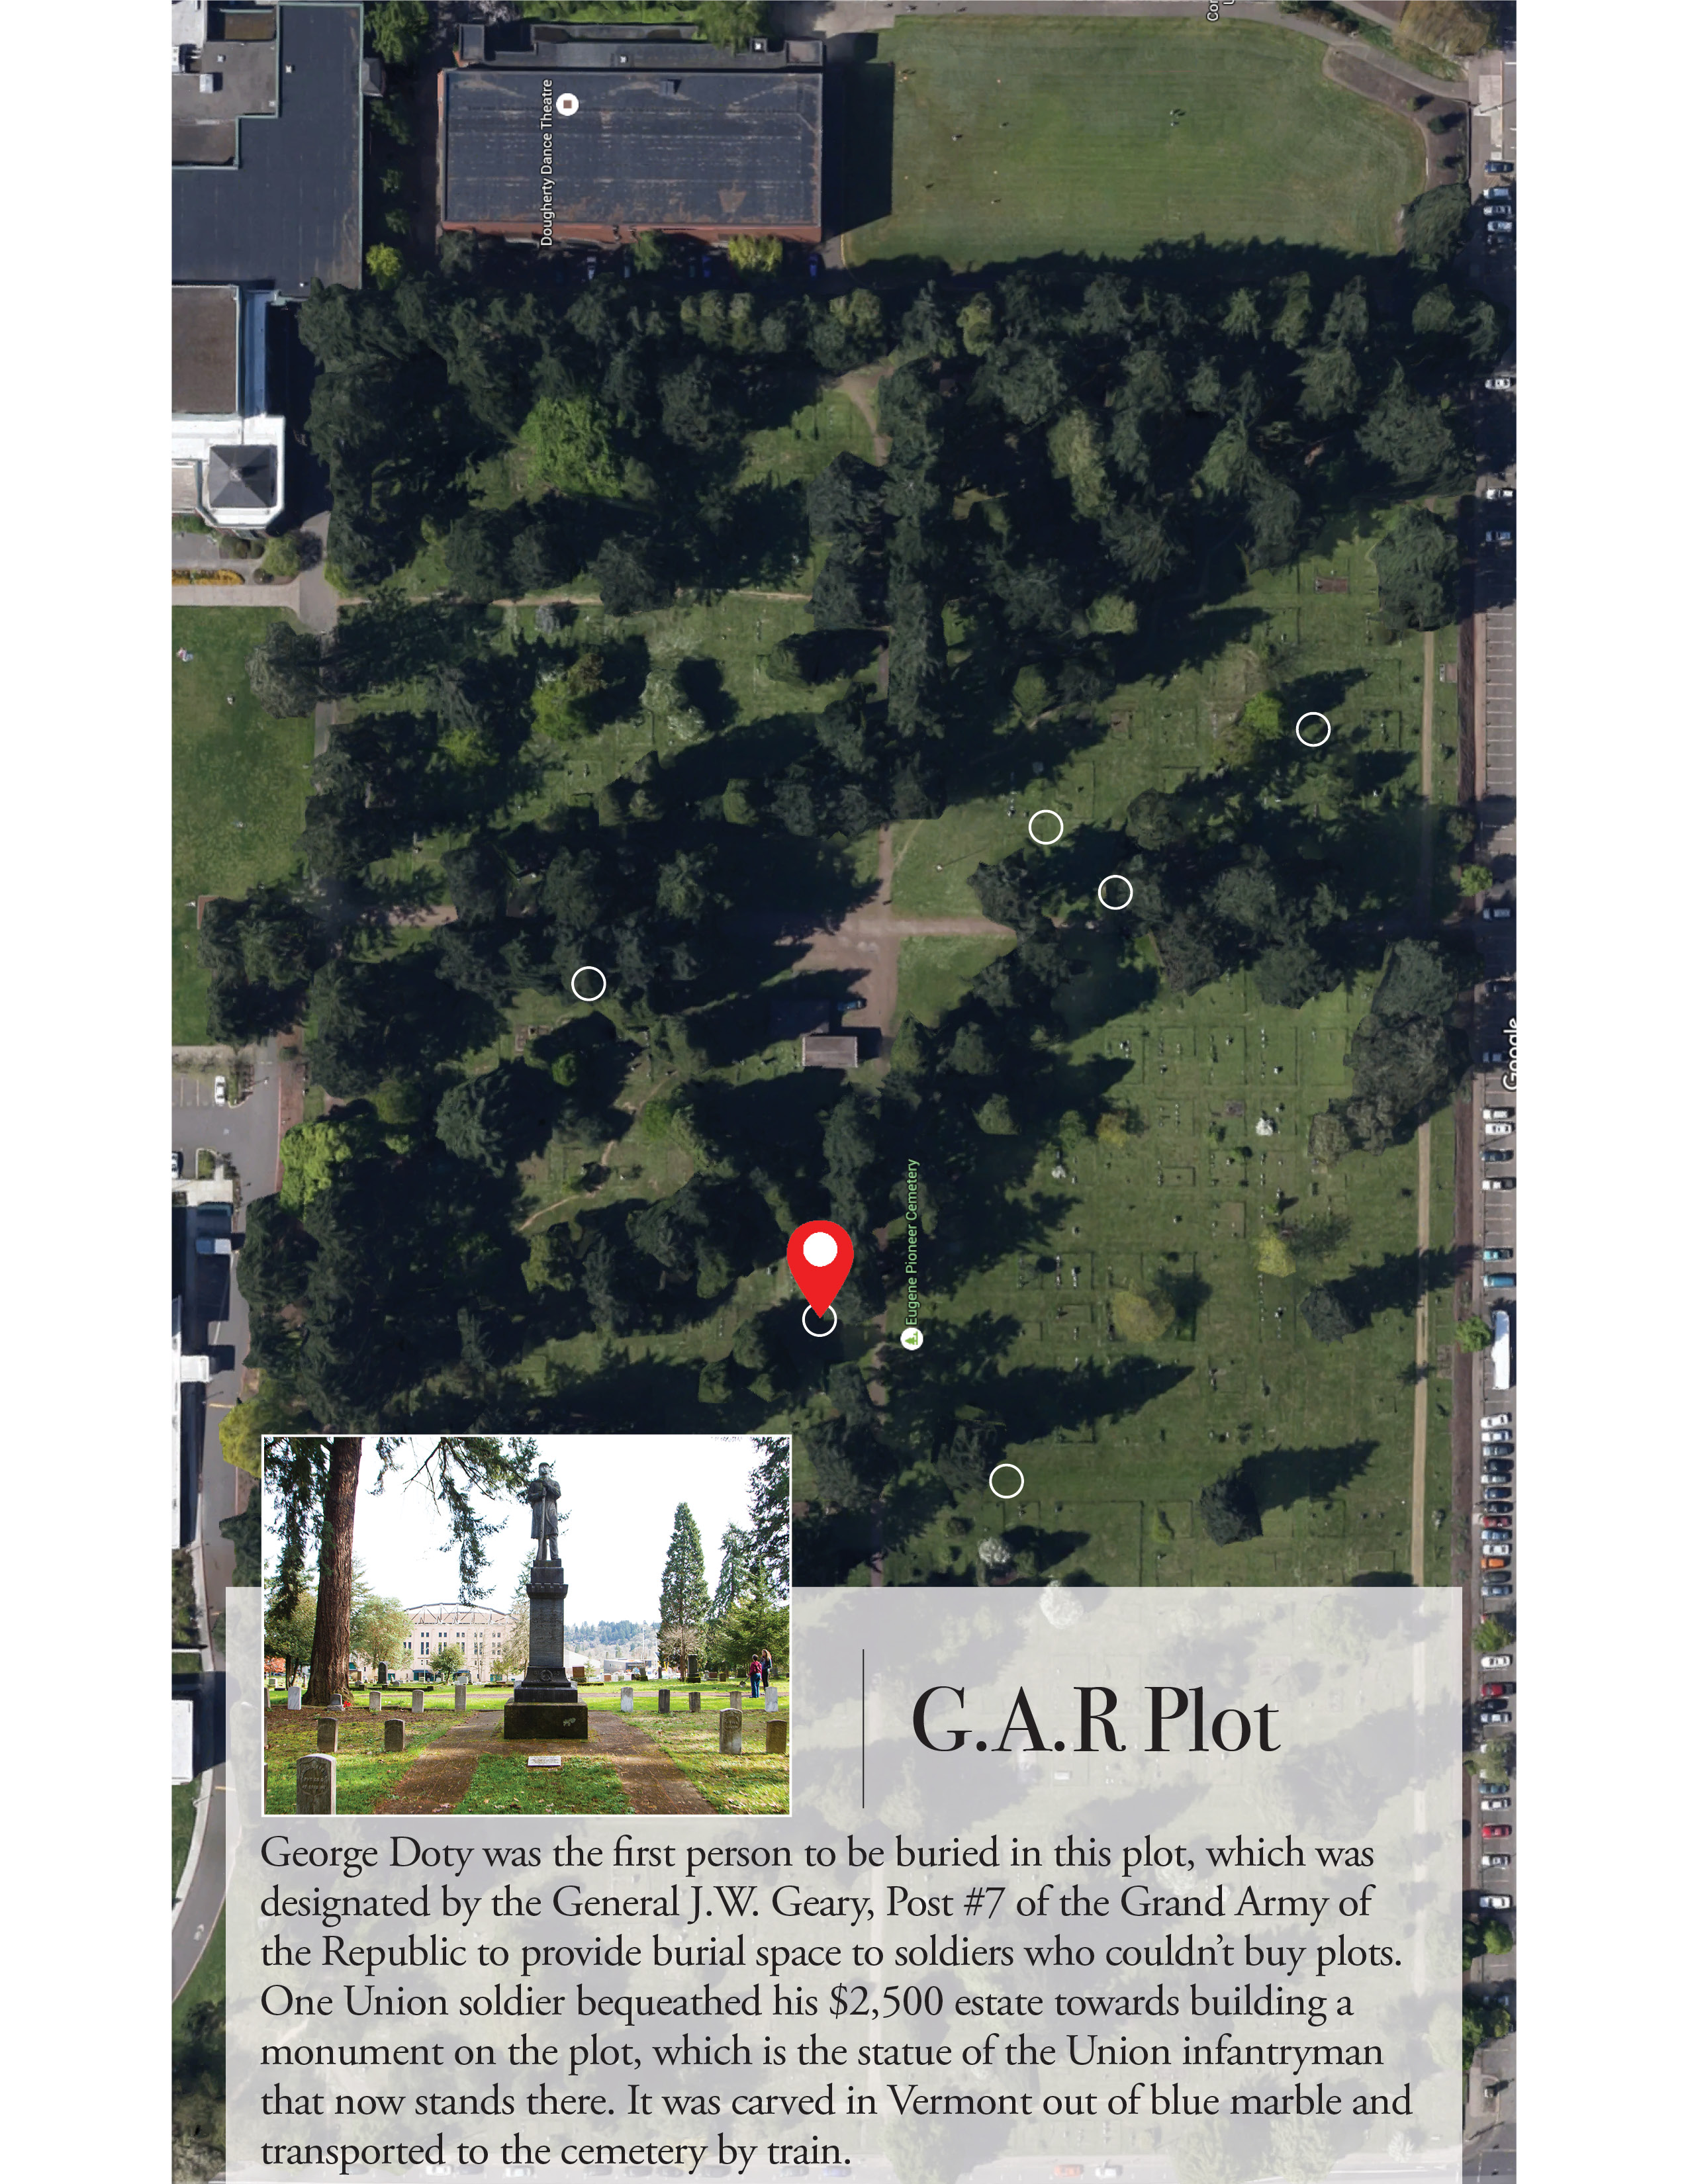 Dougherty Dance Theatre
Google
Eugene Pioneer Cemetery
G.A.R Plot
George Doty was the first person to be buried in this plot, which was
designated by the General J.W. Geary, Post #7 of the Grand Army of
the Republic to provide burial space to soldiers who couldn’t buy plots.
One Union soldier bequeathed his $2,500 estate towards building a
monument on the plot, which is the statue of the Union infantryman
that now stands there. It was carved in Vermont out of blue marble and
transported to the cemetery by train.